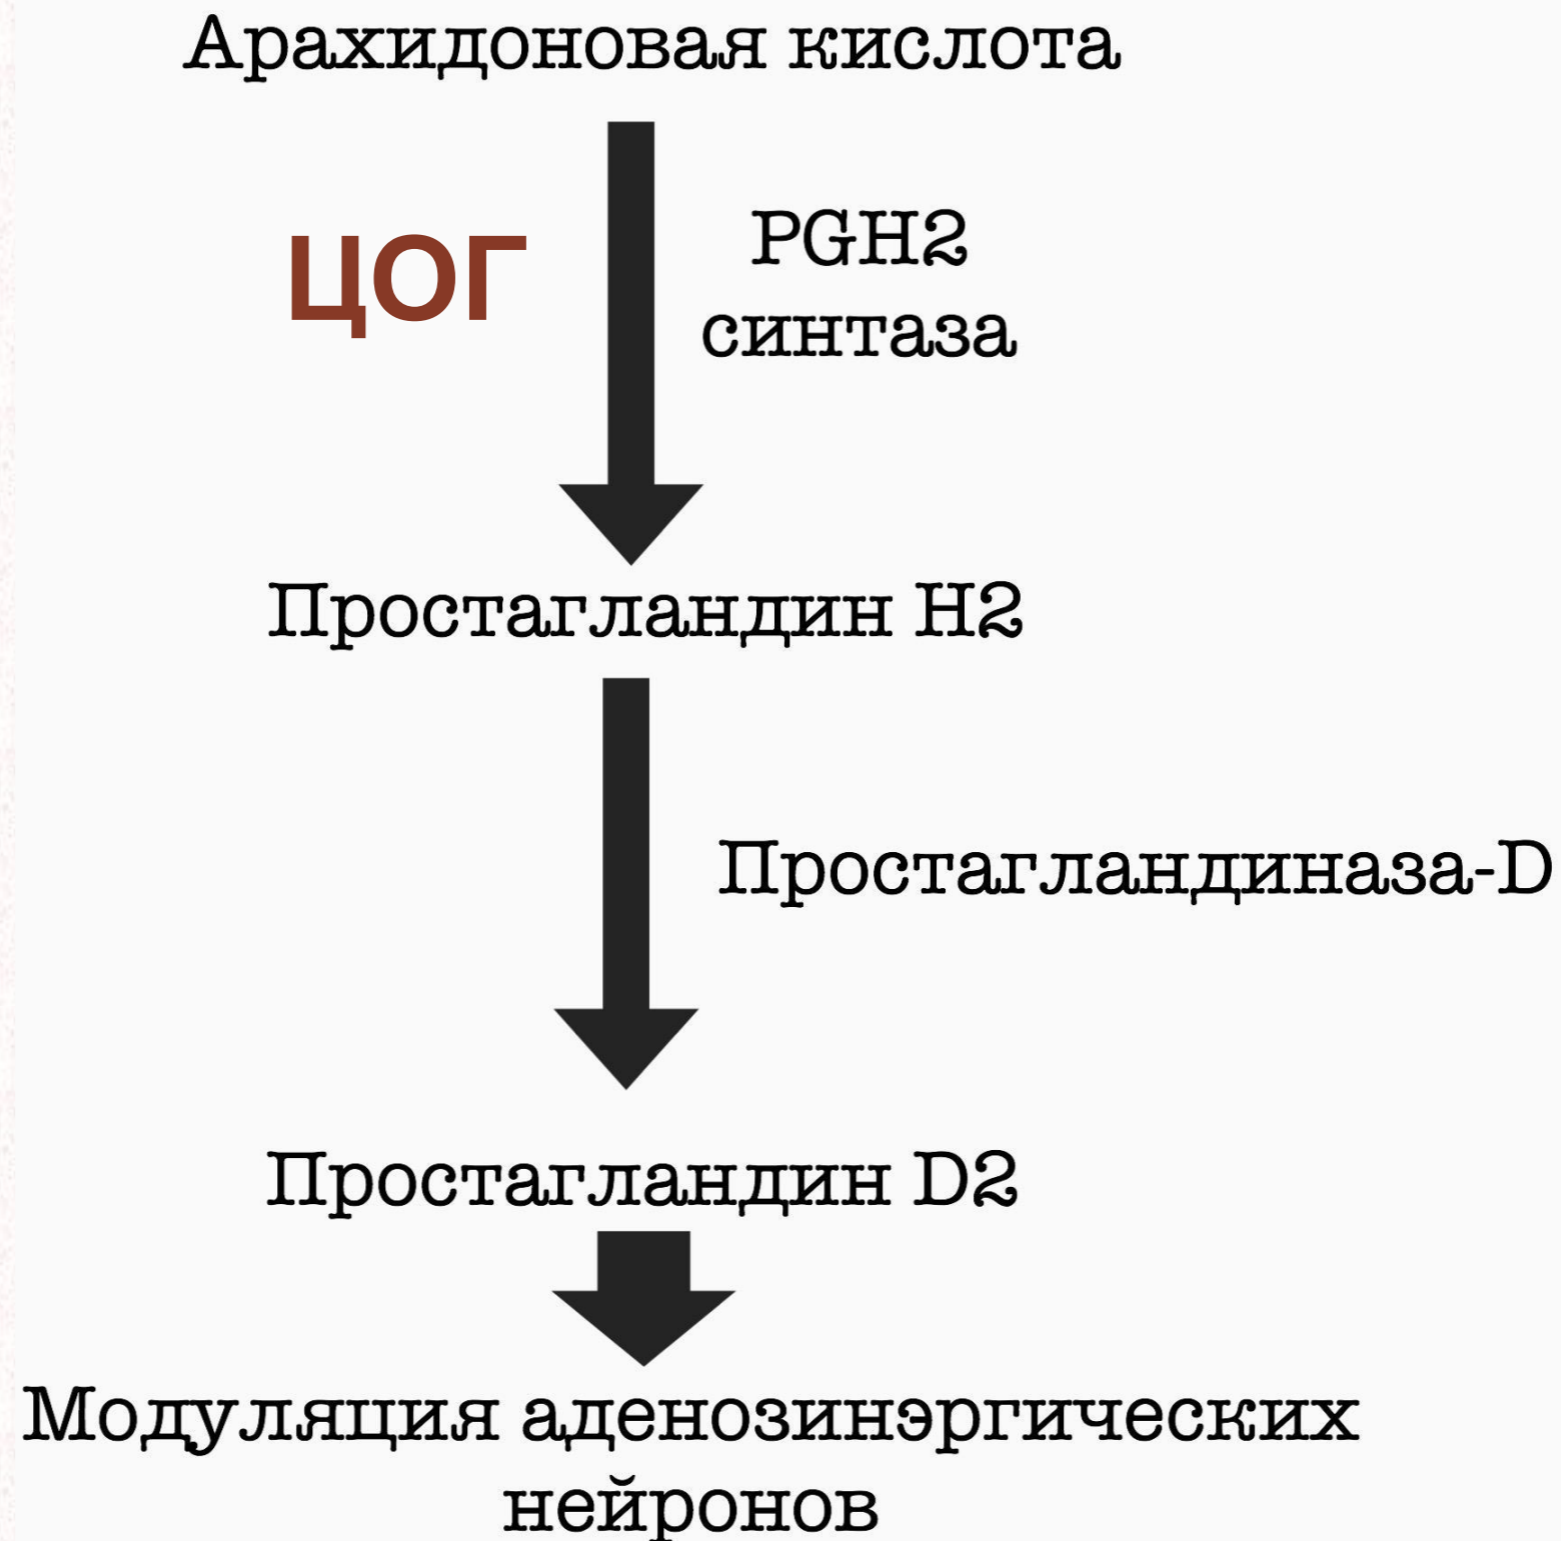 Арахидоновая кислота
ЦОГ
PGH2
синтаза
Простагландин H2
Простагландиназа-D
Простагландин D2
Модуляция аденозинэргических
нейронов